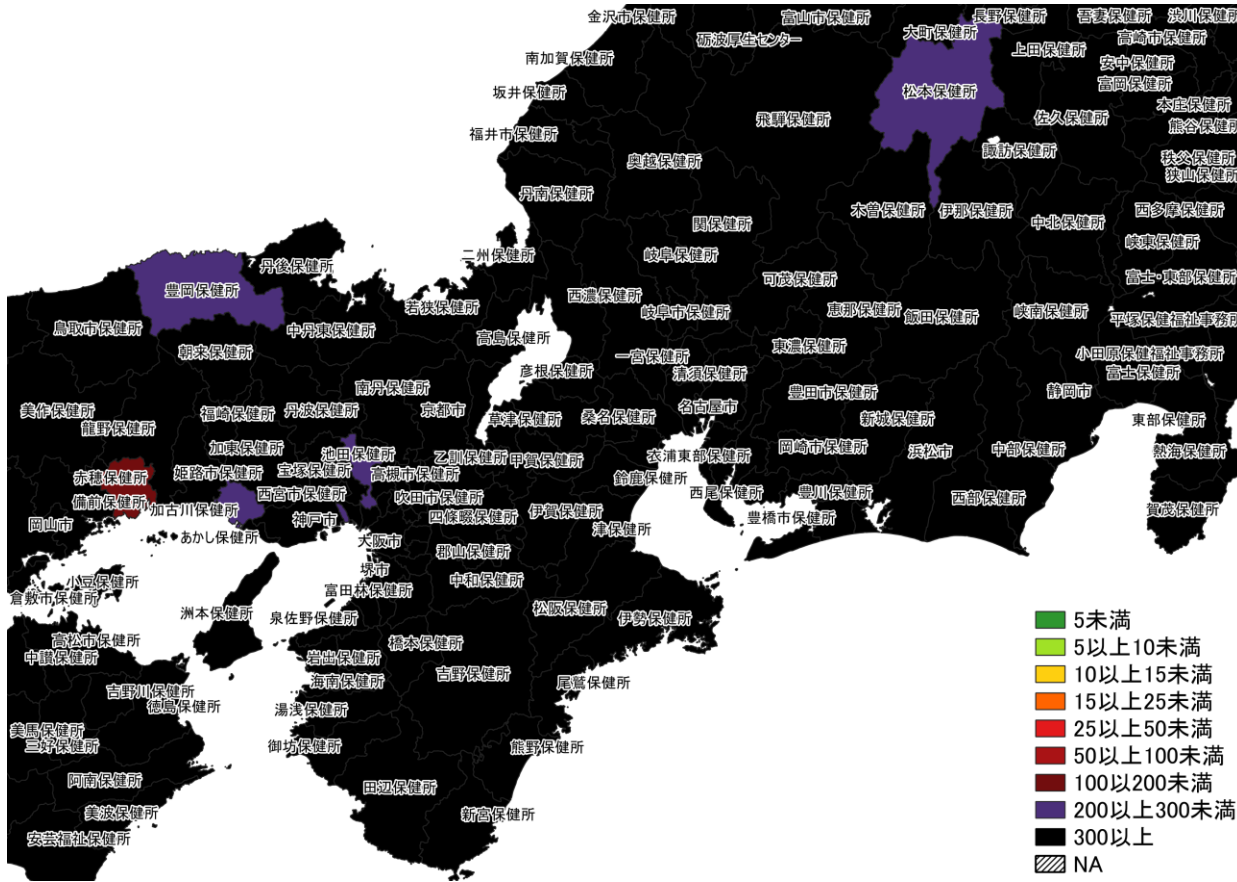 金沢市保健所
富山市保健所
長野保健所
吾妻保健所
渋川保健所
砺波厚生センター
大町保健所
高崎市保健所
南加賀保健所
上田保健所
安中保健所
富岡保健所
坂井保健所
松本保健所
本庄保健所
飛騨保健所
佐久保健所
熊谷保健所
福井市保健所
諏訪保健所
奥越保健所
秩父保健所
狭山保健所
丹南保健所
木曽保健所
伊那保健所
中北保健所
西多摩保健所
関保健所
峡東保健所
二州保健所
岐阜保健所
丹後保健所
可茂保健所
富士・東部保健所
豊岡保健所
西濃保健所
若狭保健所
岐阜市保健所
恵那保健所
飯田保健所
峡南保健所
平塚保健福祉事務所
鳥取市保健所
中丹東保健所
高島保健所
朝来保健所
一宮保健所
東濃保健所
小田原保健福祉事務所
彦根保健所
清須保健所
富士保健所
南丹保健所
豊田市保健所
静岡市
美作保健所
福崎保健所
丹波保健所
京都市
名古屋市
草津保健所
桑名保健所
新城保健所
東部保健所
龍野保健所
加東保健所
池田保健所
乙訓保健所
甲賀保健所
衣浦東部保健所
岡崎市保健所
浜松市
中部保健所
熱海保健所
赤穂保健所
姫路市保健所
宝塚保健所
高槻市保健所
鈴鹿保健所
備前保健所
西宮市保健所
吹田市保健所
西尾保健所
豊川保健所
西部保健所
加古川保健所
伊賀保健所
賀茂保健所
岡山市
神戸市
四條畷保健所
豊橋市保健所
あかし保健所
大阪市
津保健所
郡山保健所
堺市
小豆保健所
中和保健所
倉敷市保健所
富田林保健所
洲本保健所
泉佐野保健所
松阪保健所
伊勢保健所
高松市保健所
橋本保健所
中讃保健所
岩出保健所
吉野保健所
吉野川保健所
海南保健所
尾鷲保健所
徳島保健所
湯浅保健所
美馬保健所
三好保健所
御坊保健所
熊野保健所
阿南保健所
田辺保健所
美波保健所
新宮保健所
安芸福祉保健所
5未満
5以上10未満
10以上15未満
15以上25未満
25以上50未満
50以上100未満
100以200未満
200以上300未満
300以上
NA